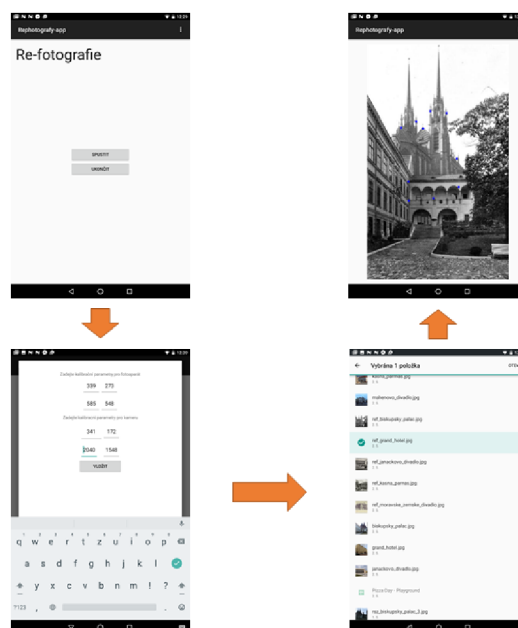 Rephotografy-app
Re-fotografie
SPUSTIT
UKONČIT
Rephotografy-app
Zadejte kalibrační parametry pro fotoaparát
339 273
585 548
Zadejte kalibrační parametry pro kameru
341 172
2040 1548
VLOŽIT
q w e r t z u i o p
a s d f g h j k l
y x c v b n m ! ?
?123 , .
Vybrána 1 položka
mahenovo_divadlo.jpg
ref_biskupsky_palac.jpg
ref_grand_hotel.jpg
ref_janackovo_divadlo.jpg
ref_kasna_parnas.jpg
ref_moravske_zemske_divadlo.jpg
biskupsky_palac.jpg
grand_hotel.jpg
janackovo_divadlo.jpg
rez_biskupsky_palac_2.jpg